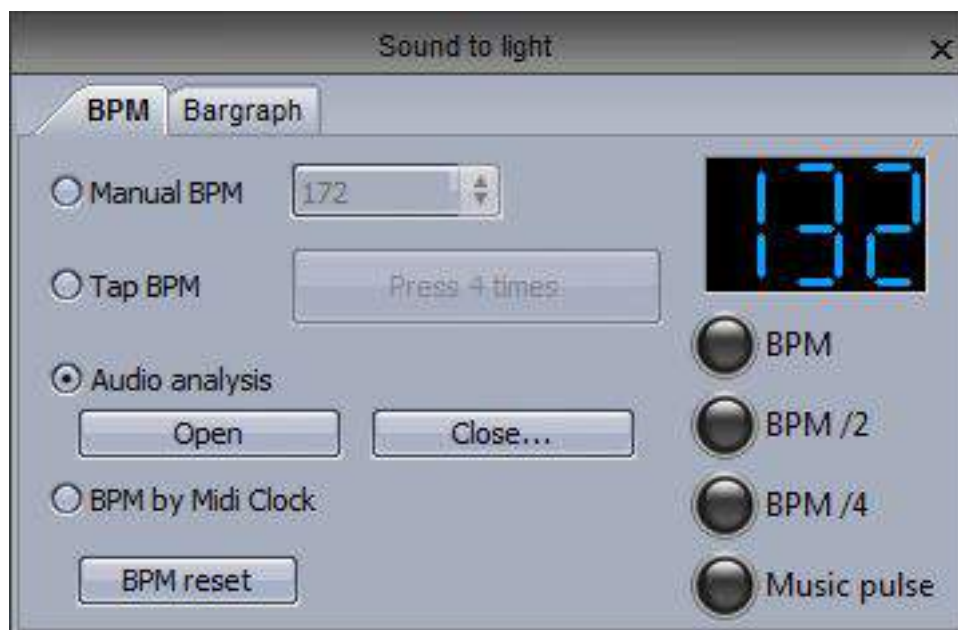 Sound to light
BPM Bargraph
Manual BPM 172
132
Tap BPM Press 4 times
BPM
Audio analysis
Open Close...
BPM /2
BPM by Midi Clock
BPM /4
BPM reset
Music pulse